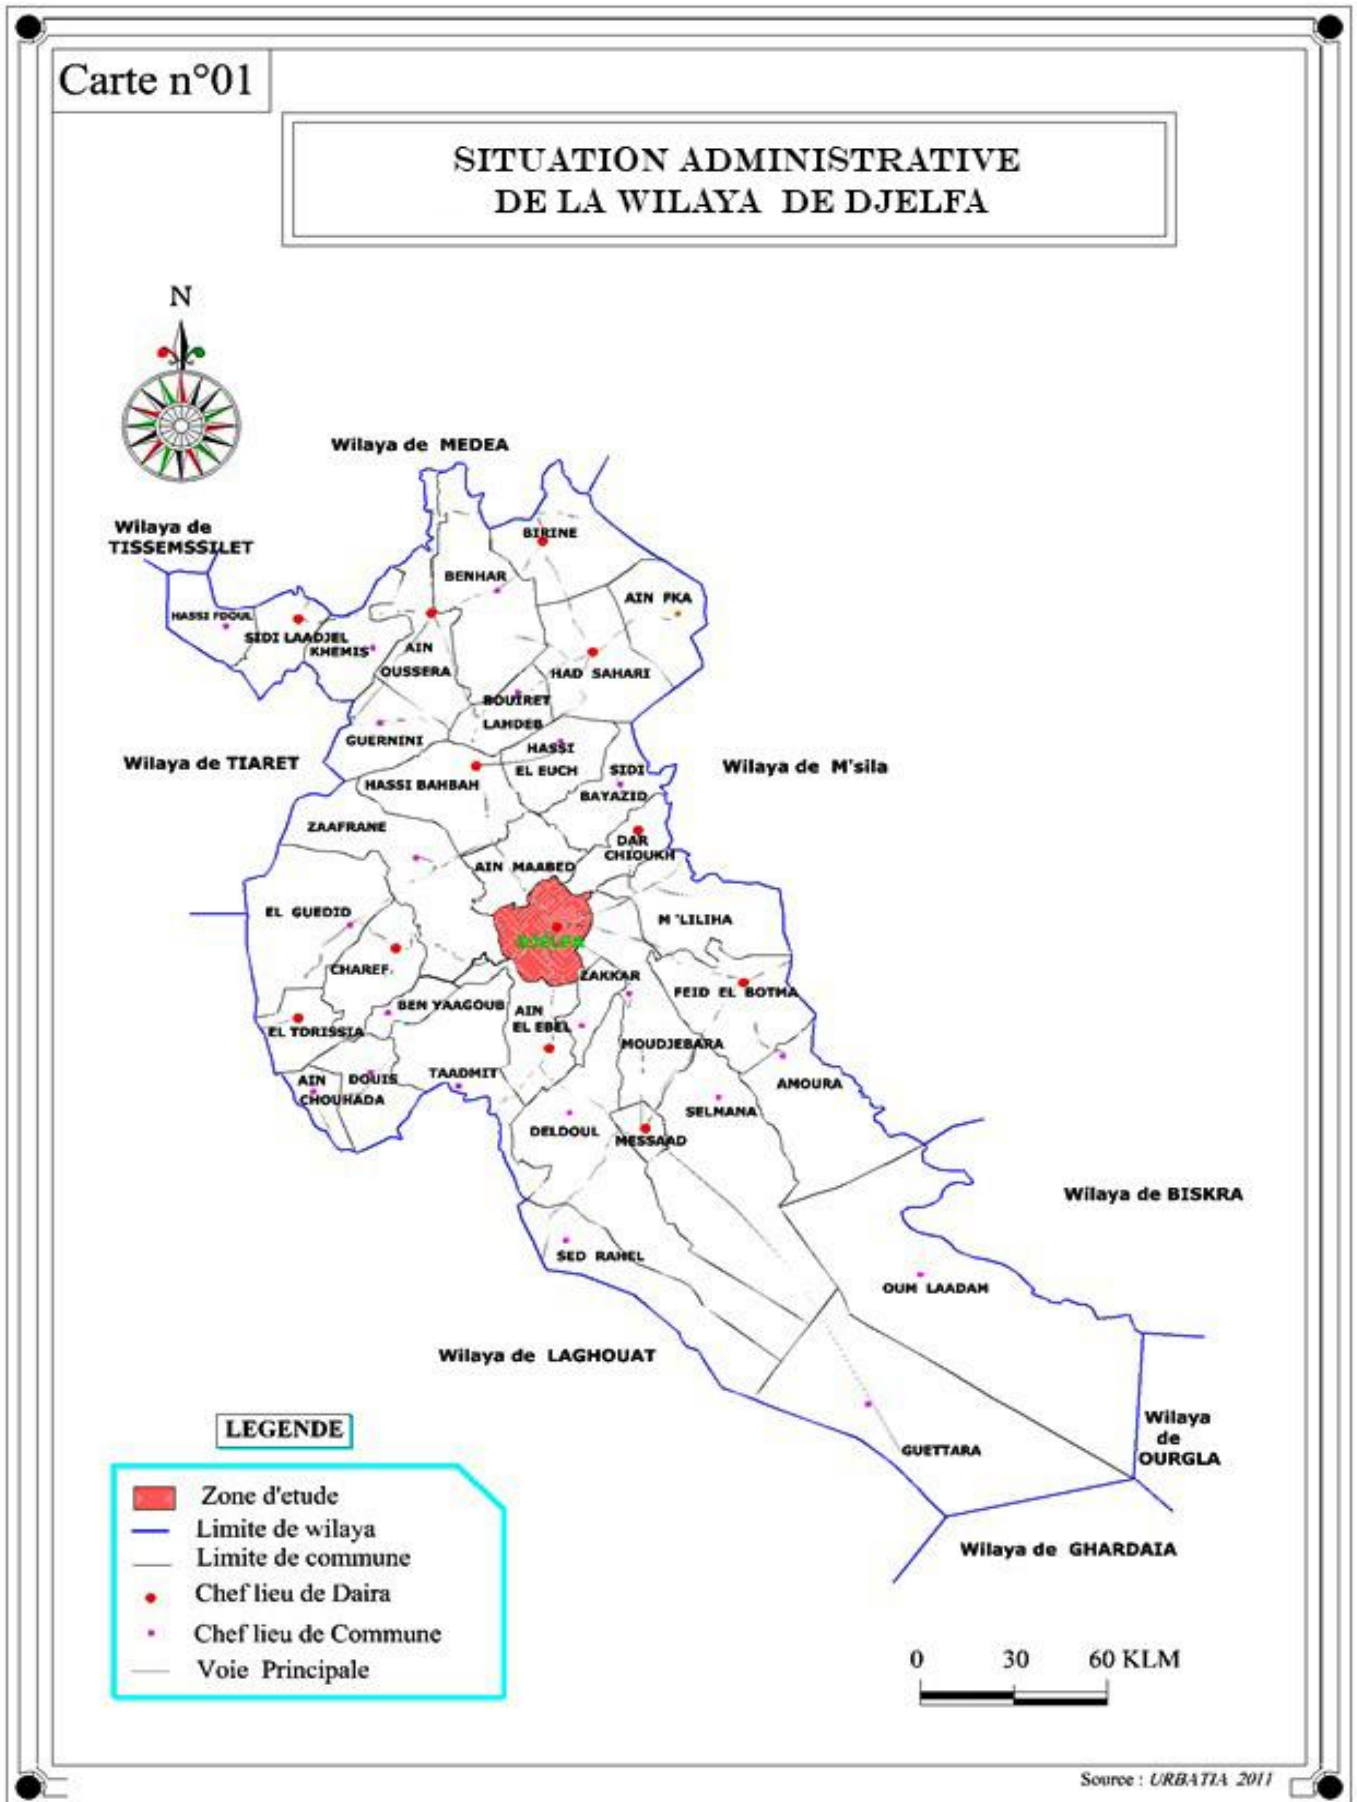 Carte n°01
SITUATION ADMINISTRATIVE
DE LA WILAYA DE DJELFA
N
Wilaya de MEDEA
Wilaya de
TISSEMSSILET
BIRINE
BENHAR
AIN FKA
HASSI FDOUL
SIDI LAADJEL
KHEMIS
AIN
OUSSERA
HAD SAHARI
BOUIRET
LAHDEB
GUERNINI
HASSI
EL EUCH
Wilaya de TIARET
SIDI
BAYAZID
Wilaya de M'sila
HASSI BAHBAH
ZAAFRANE
DAR
CHIOUKH
AIN MAABED
EL GUEDID
M'LILIHA
DJELFA
CHAREF
ZAKKAR
FEID EL BOTMA
BEN YAAGOUB
AIN
EL EBEL
EL IDRISSIA
MOUDJEBARA
AIN
CHOUHADA
DOUIS
TAADMIT
AMOURA
SELMANA
DELDOUL
MESSAAD
Wilaya de BISKRA
SED RAHEL
OUM LAADAM
Wilaya de LAGHOUAT
Wilaya
de
OURGLA
GUETTARA
Wilaya de GHARDAIA
LEGENDE
Zone d'etude
Limite de wilaya
Limite de commune
Chef lieu de Daira
Chef lieu de Commune
Voie Principale
0 30 60 KLM
Source : URBATIA 2011